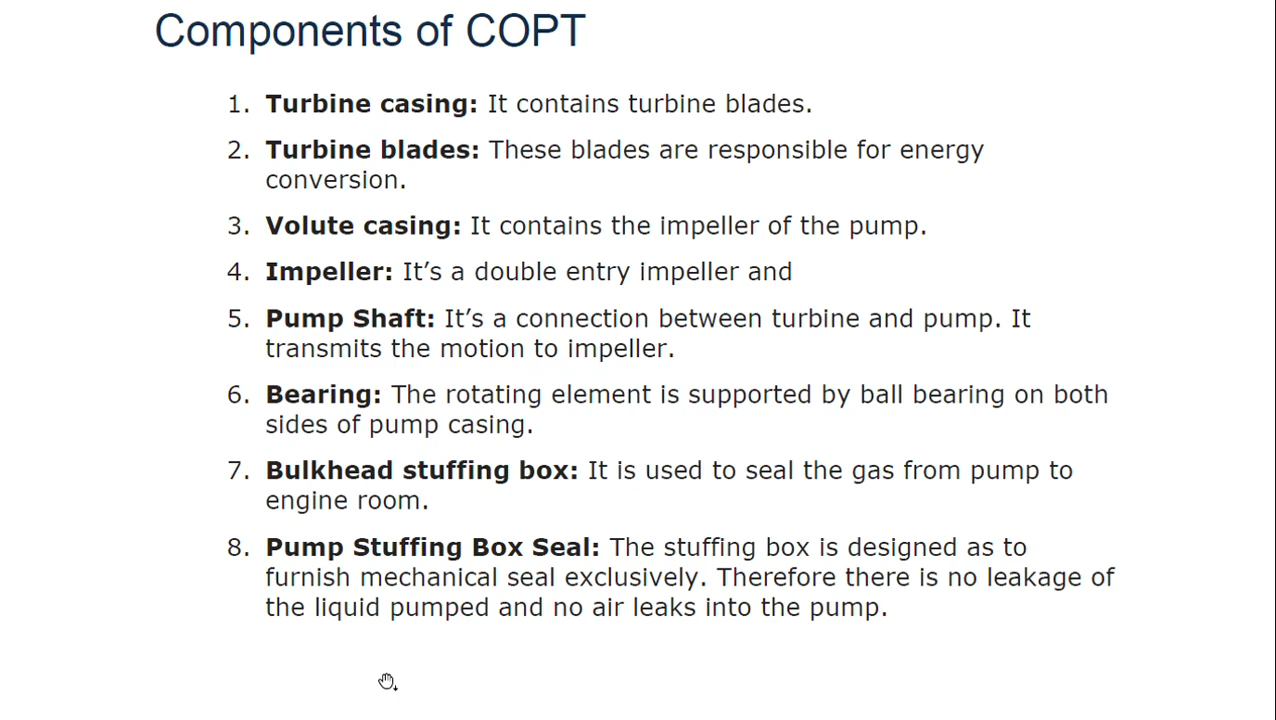 Components of COPT
1. Turbine casing: It contains turbine blades.
2. Turbine blades: These blades are responsible for energy
conversion.
3. Volute casing: It contains the impeller of the pump.
4. Impeller: It’s a double entry impeller and
5. Pump Shaft: It’s a connection between turbine and pump. It
transmits the motion to impeller.
6. Bearing: The rotating element is supported by ball bearing on both
sides of pump casing.
7. Bulkhead stuffing box: It is used to seal the gas from pump to
engine room.
8. Pump Stuffing Box Seal: The stuffing box is designed as to
furnish mechanical seal exclusively. Therefore there is no leakage of
the liquid pumped and no air leaks into the pump.